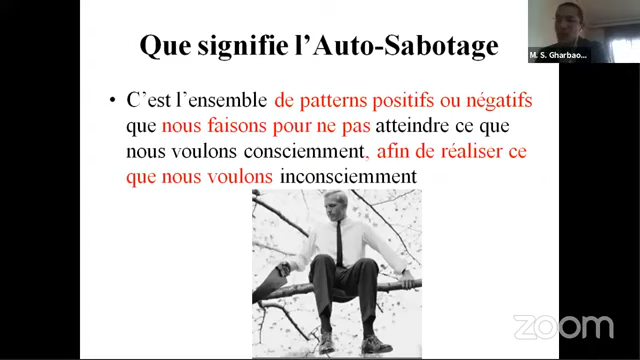 Que signifie l'Auto-Sabotage
M. S. Gharbao...
• C'est l'ensemble de patterns positifs ou négatifs
que nous faisons pour ne pas atteindre ce que
nous voulons consciemment, afin de réaliser ce
que nous voulons inconsciemment
zoom